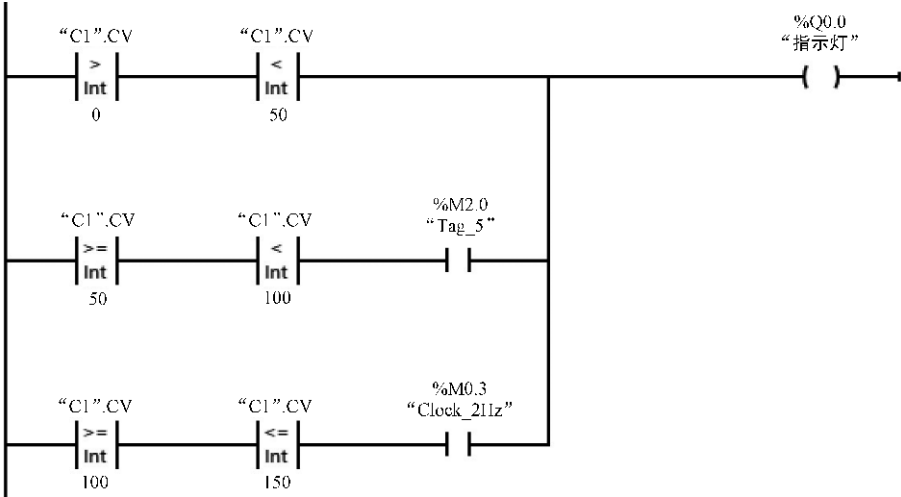 “C1”.CV “C1”.CV %Q0.0
“指示灯”
> <
Int Int
0 50
“C1”.CV “C1”.CV %M2.0
“Tag_5”
>= <
Int Int
50 100
“C1”.CV “C1”.CV %M0.3
“Clock_2Hz”
>= <=
Int Int
100 150